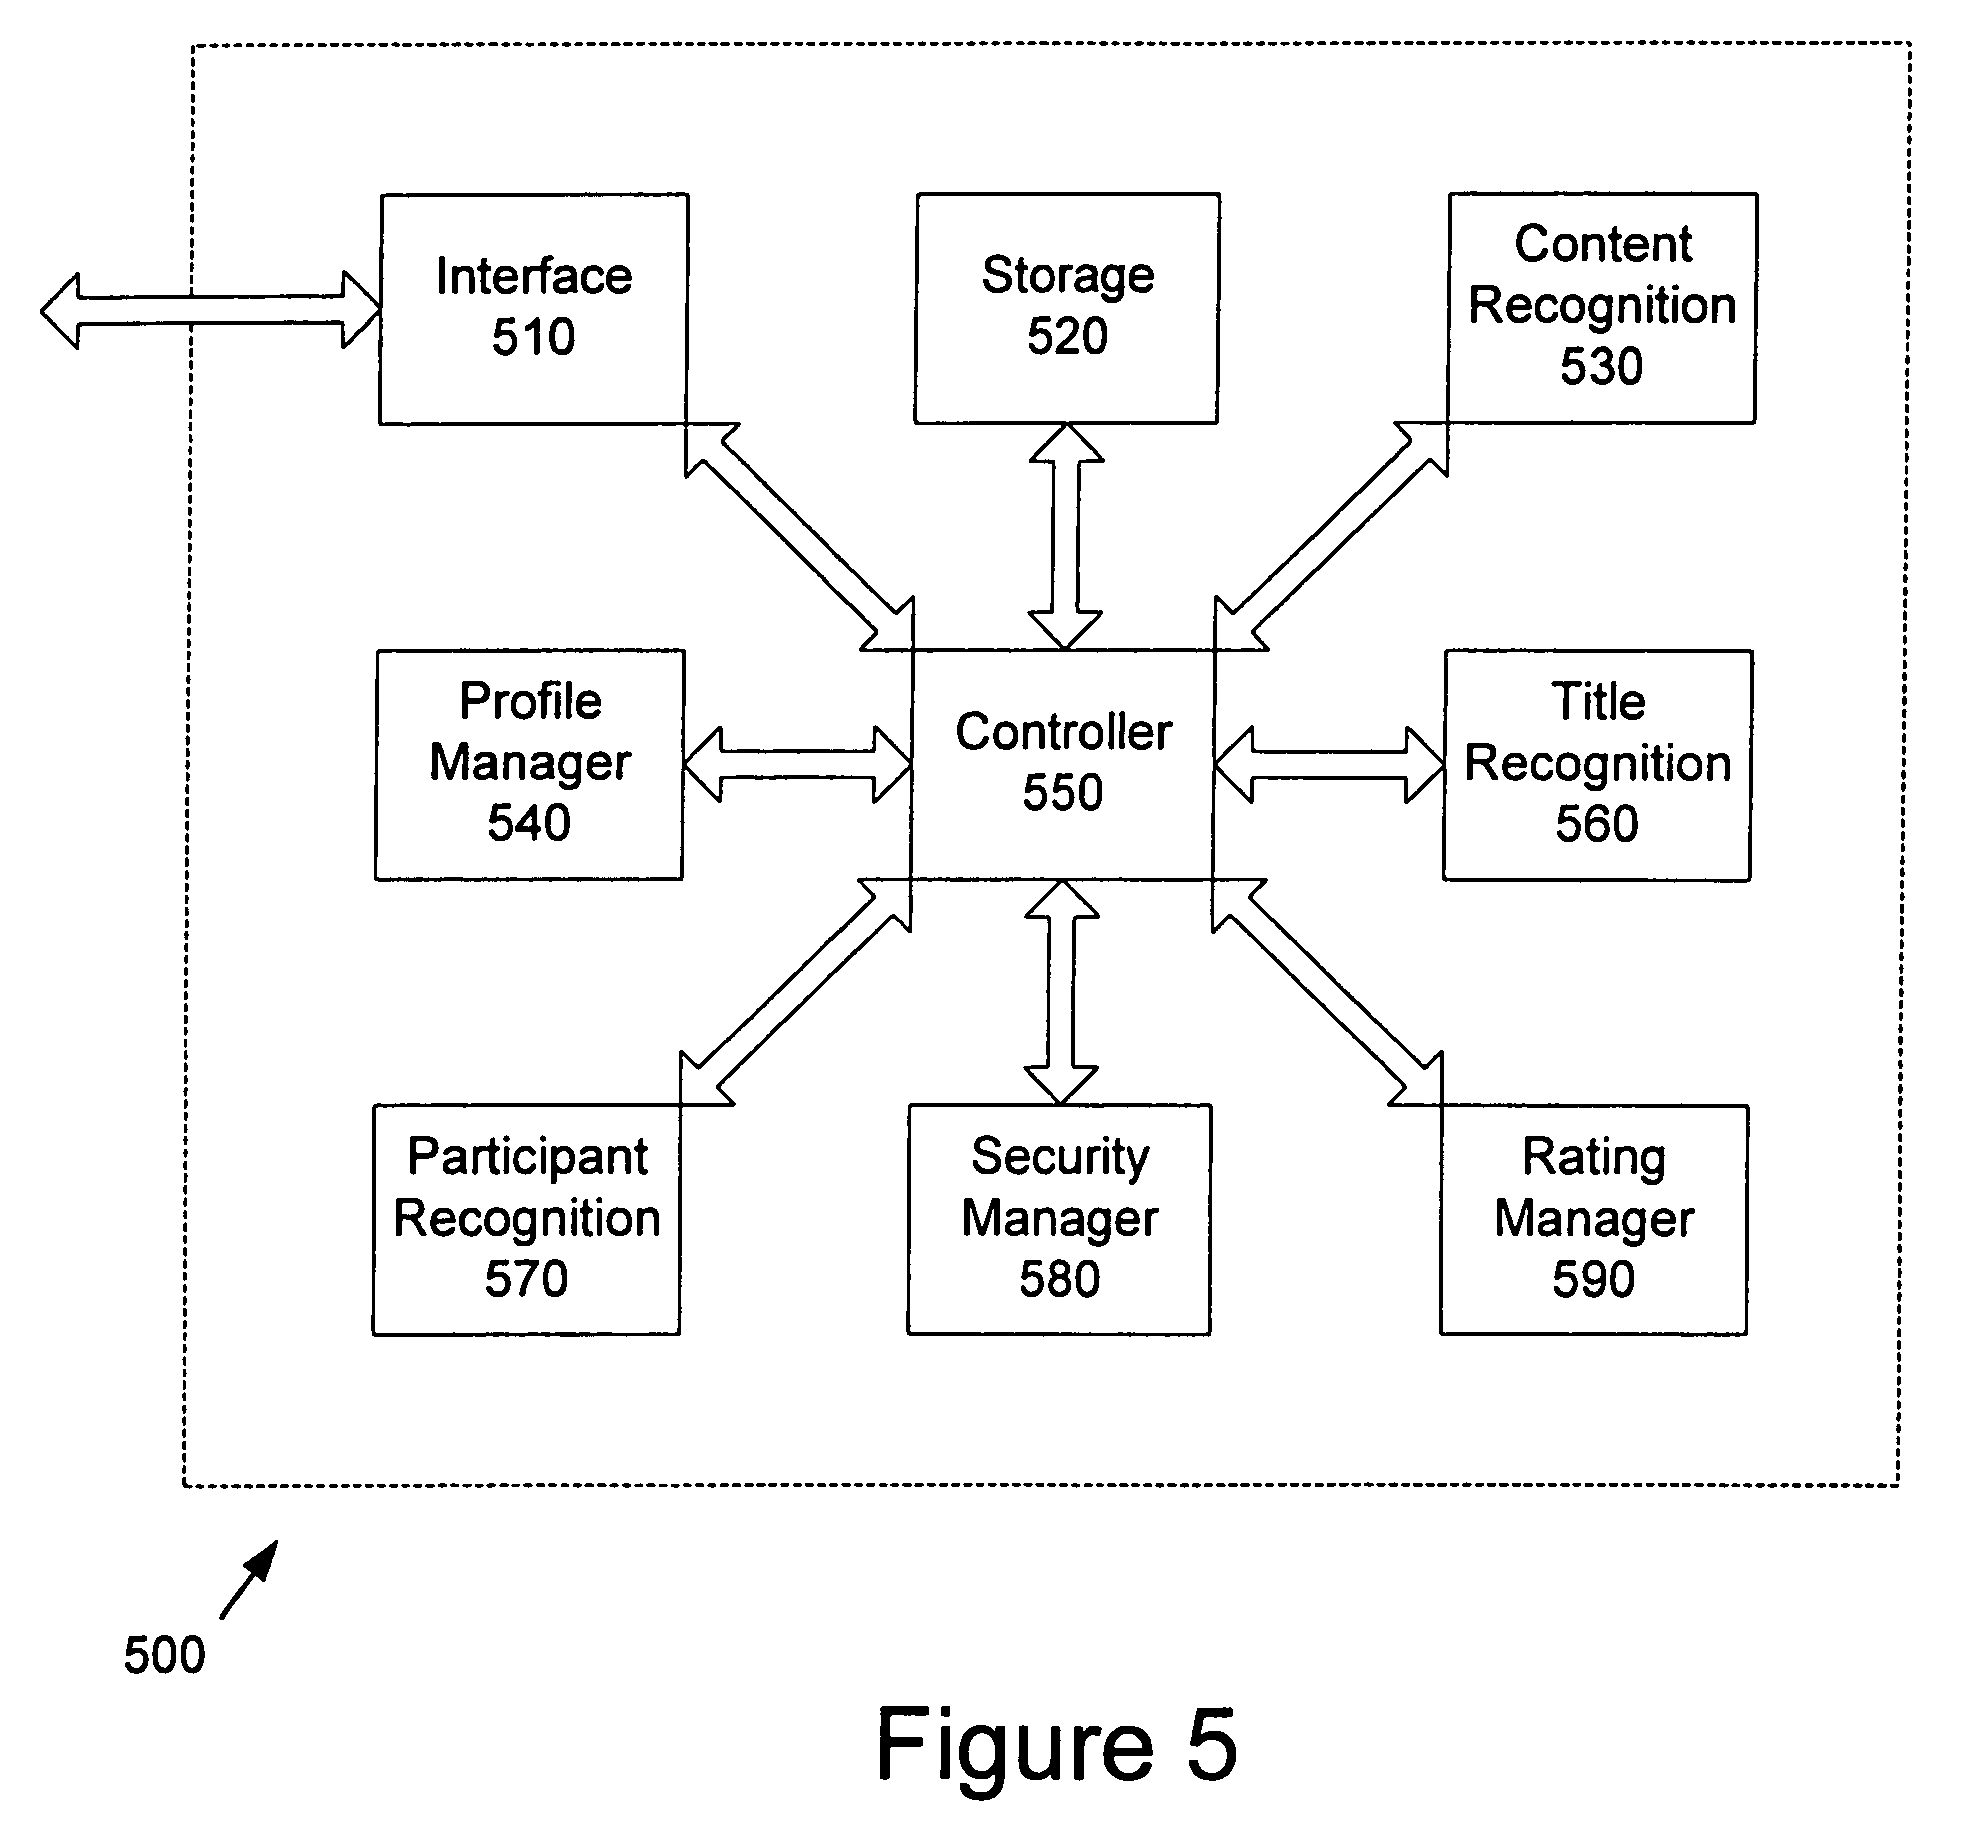 Interface
510
Storage
520
Content
Recognition
530
Profile
Manager
540
Controller
550
Title
Recognition
560
Participant
Recognition
570
Security
Manager
580
Rating
Manager
590
500
Figure 5